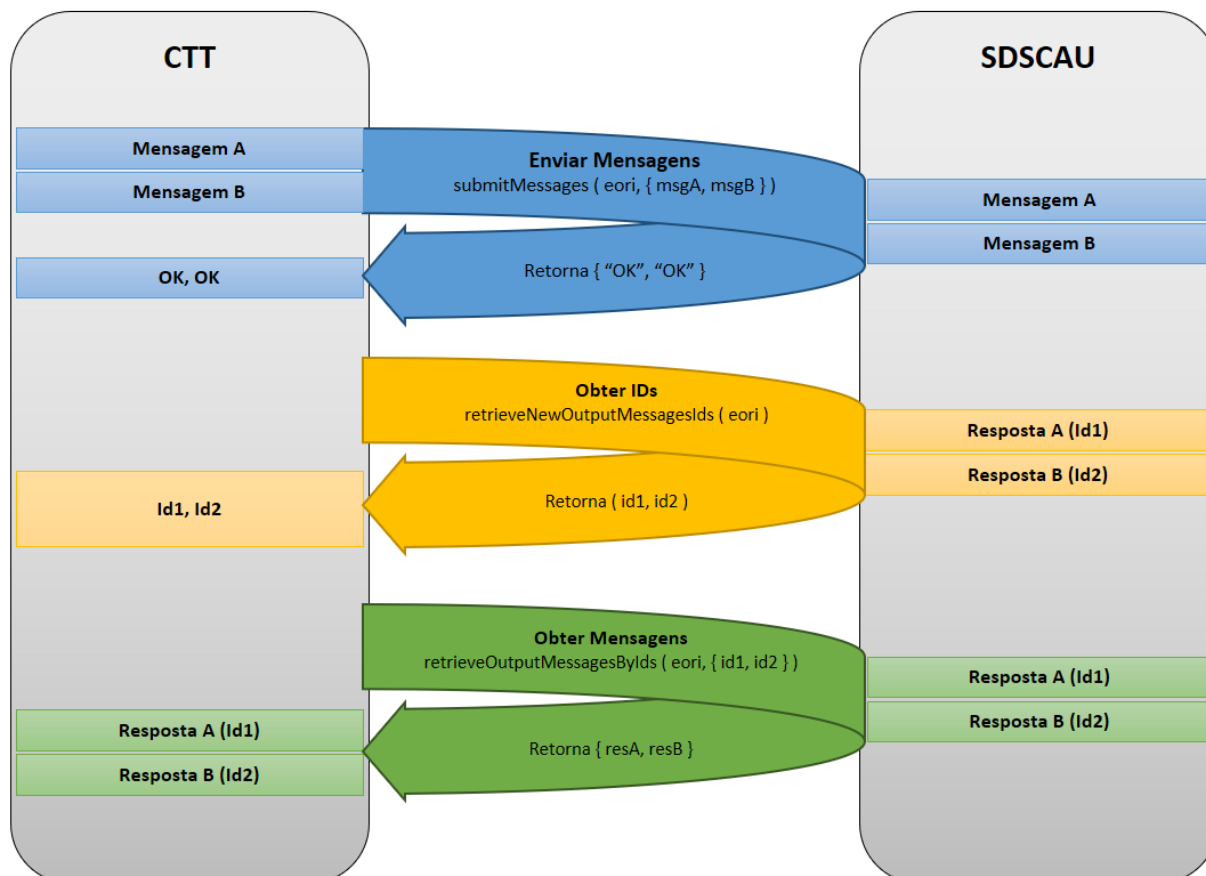 CTT
SDSCAU
Mensagem A
Mensagem B
Enviar Mensagens
submitMessages ( eori, { msgA, msgB } )
Mensagem A
Mensagem B
OK, OK
Retorna { “OK”, “OK” }
Obter IDs
retrieveNewOutputMessagesIds ( eori )
Resposta A (Id1)
Resposta B (Id2)
Id1, Id2
Retorna ( id1, id2 )
Obter Mensagens
retrieveOutputMessagesByIds ( eori, { id1, id2 } )
Resposta A (Id1)
Resposta B (Id2)
Resposta A (Id1)
Resposta B (Id2)
Retorna { resA, resB }